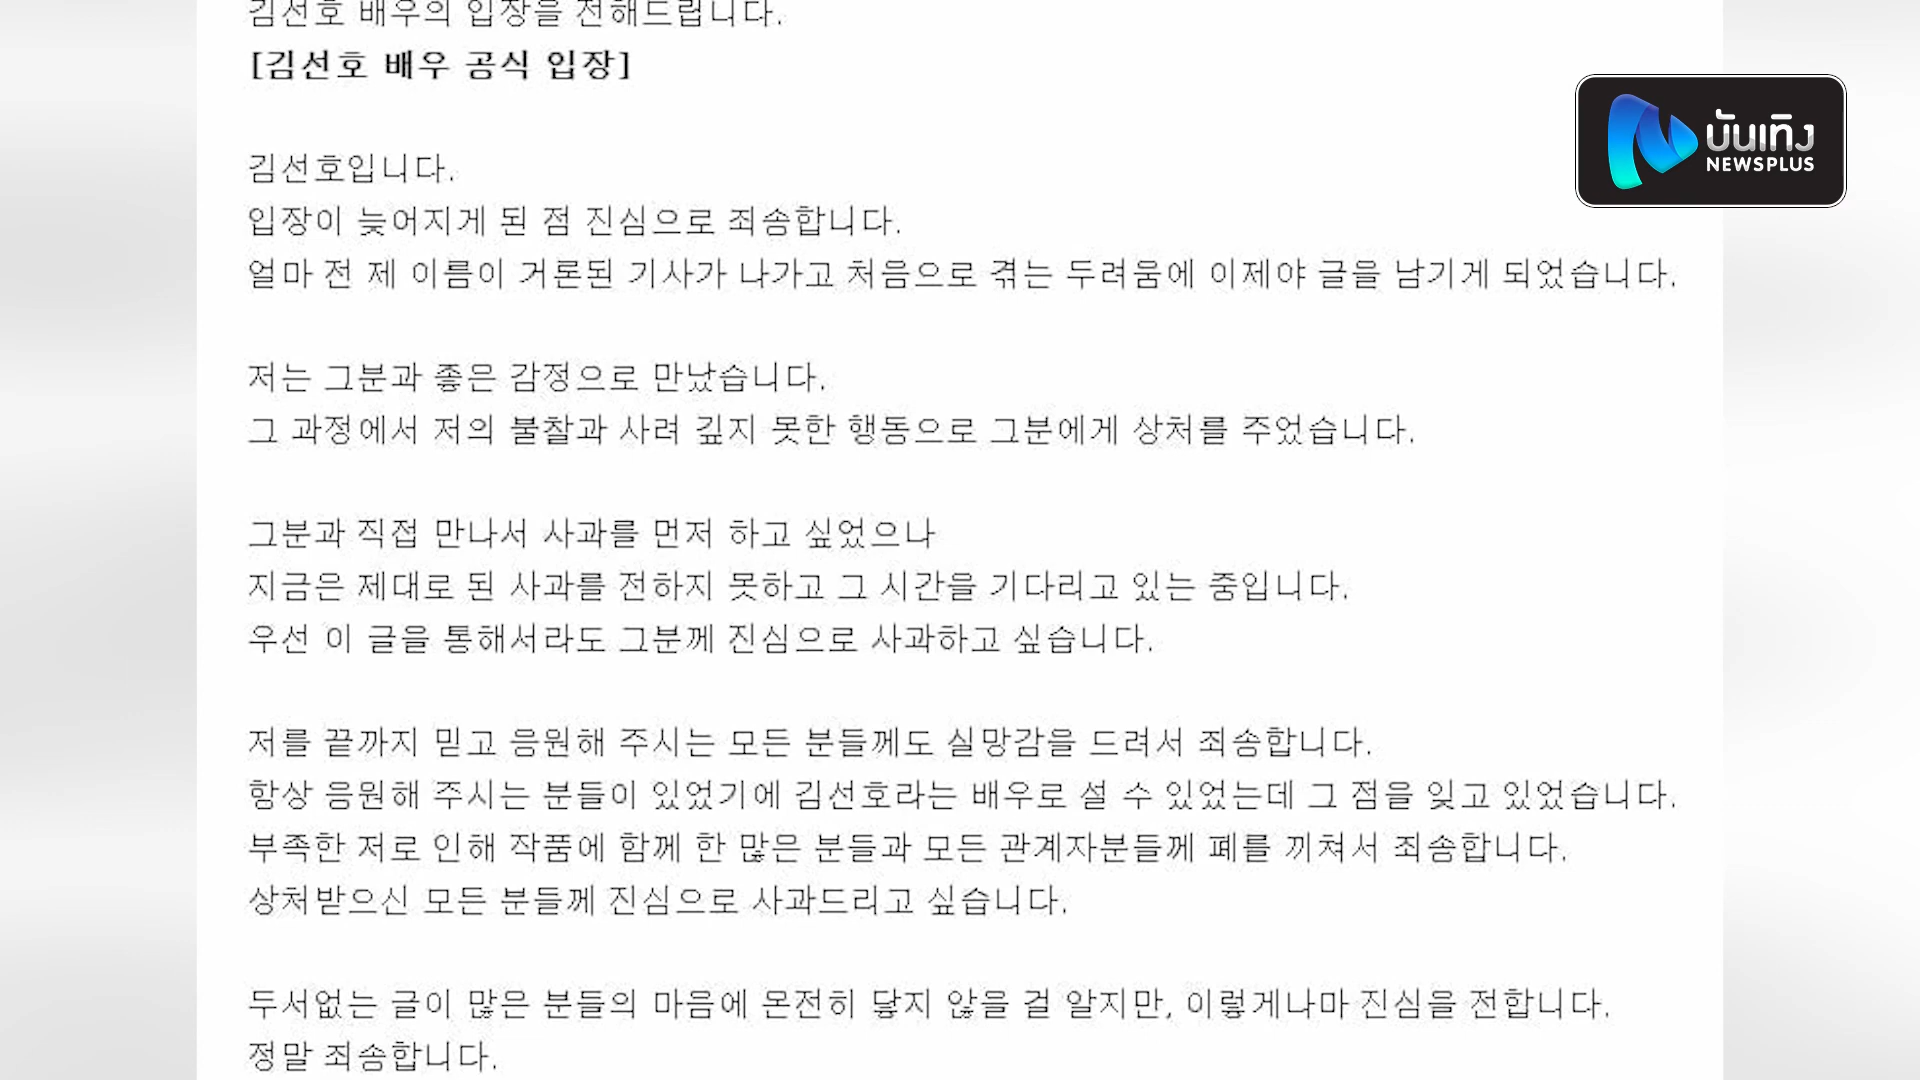 김선호 배우의 입장을 전해드립니다.
[김선호 배우 공식 입장]
김선호입니다.
입장이 늦어지게 된 점 진심으로 죄송합니다.
얼마 전 제 이름이 거론된 기사가 나가고 처음으로 겪는 두려움에 이제야 글을 남기게 되었습니다.
저는 그분과 좋은 감정으로 만났습니다.
그 과정에서 저의 불찰과 사려 깊지 못한 행동으로 그분에게 상처를 주었습니다.
그분과 직접 만나서 사과를 먼저 하고 싶었으나
지금은 제대로 된 사과를 전하지 못하고 그 시간을 기다리고 있는 중입니다.
우선 이 글을 통해서라도 그분께 진심으로 사과하고 싶습니다.
저를 끝까지 믿고 응원해 주시는 모든 분들께도 실망감을 드려서 죄송합니다.
항상 응원해 주시는 분들이 있었기에 김선호라는 배우로 설 수 있었는데 그 점을 잊고 있었습니다.
부족한 저로 인해 작품에 함께 한 많은 분들과 모든 관계자분들께 폐를 끼쳐서 죄송합니다.
상처받으신 모든 분들께 진심으로 사과드리고 싶습니다.
두서없는 글이 많은 분들의 마음에 온전히 닿지 않을 걸 알지만, 이렇게나마 진심을 전합니다.
정말 죄송합니다.
บันเทิง
NEWSPLUS